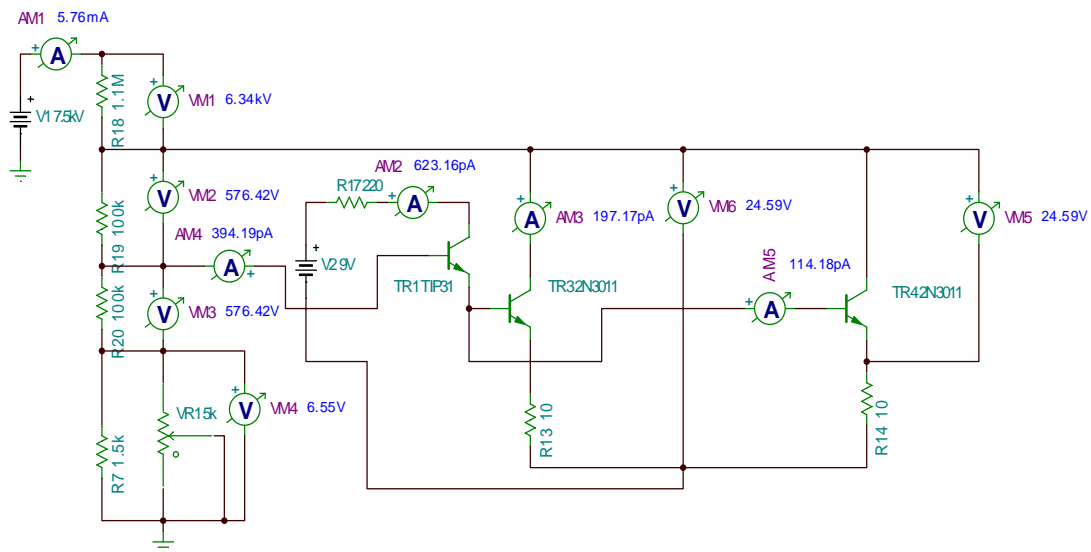 AM1 5.76mA
V1 7.5kV
R18 1.1M
VM1 6.34kV
AM2 623.16pA
R17 220
VM2 576.42V
AM4 394.19pA
R19 100k
V2 9V
TR1 TIP31
AM3 197.17pA
VM6 24.59V
VM5 24.59V
TR3 2N3011
AM5 114.18pA
TR4 2N3011
R20 100k
VM3 576.42V
VR1 5k
VM4 6.55V
R7 1.5k
R13 10
R14 10